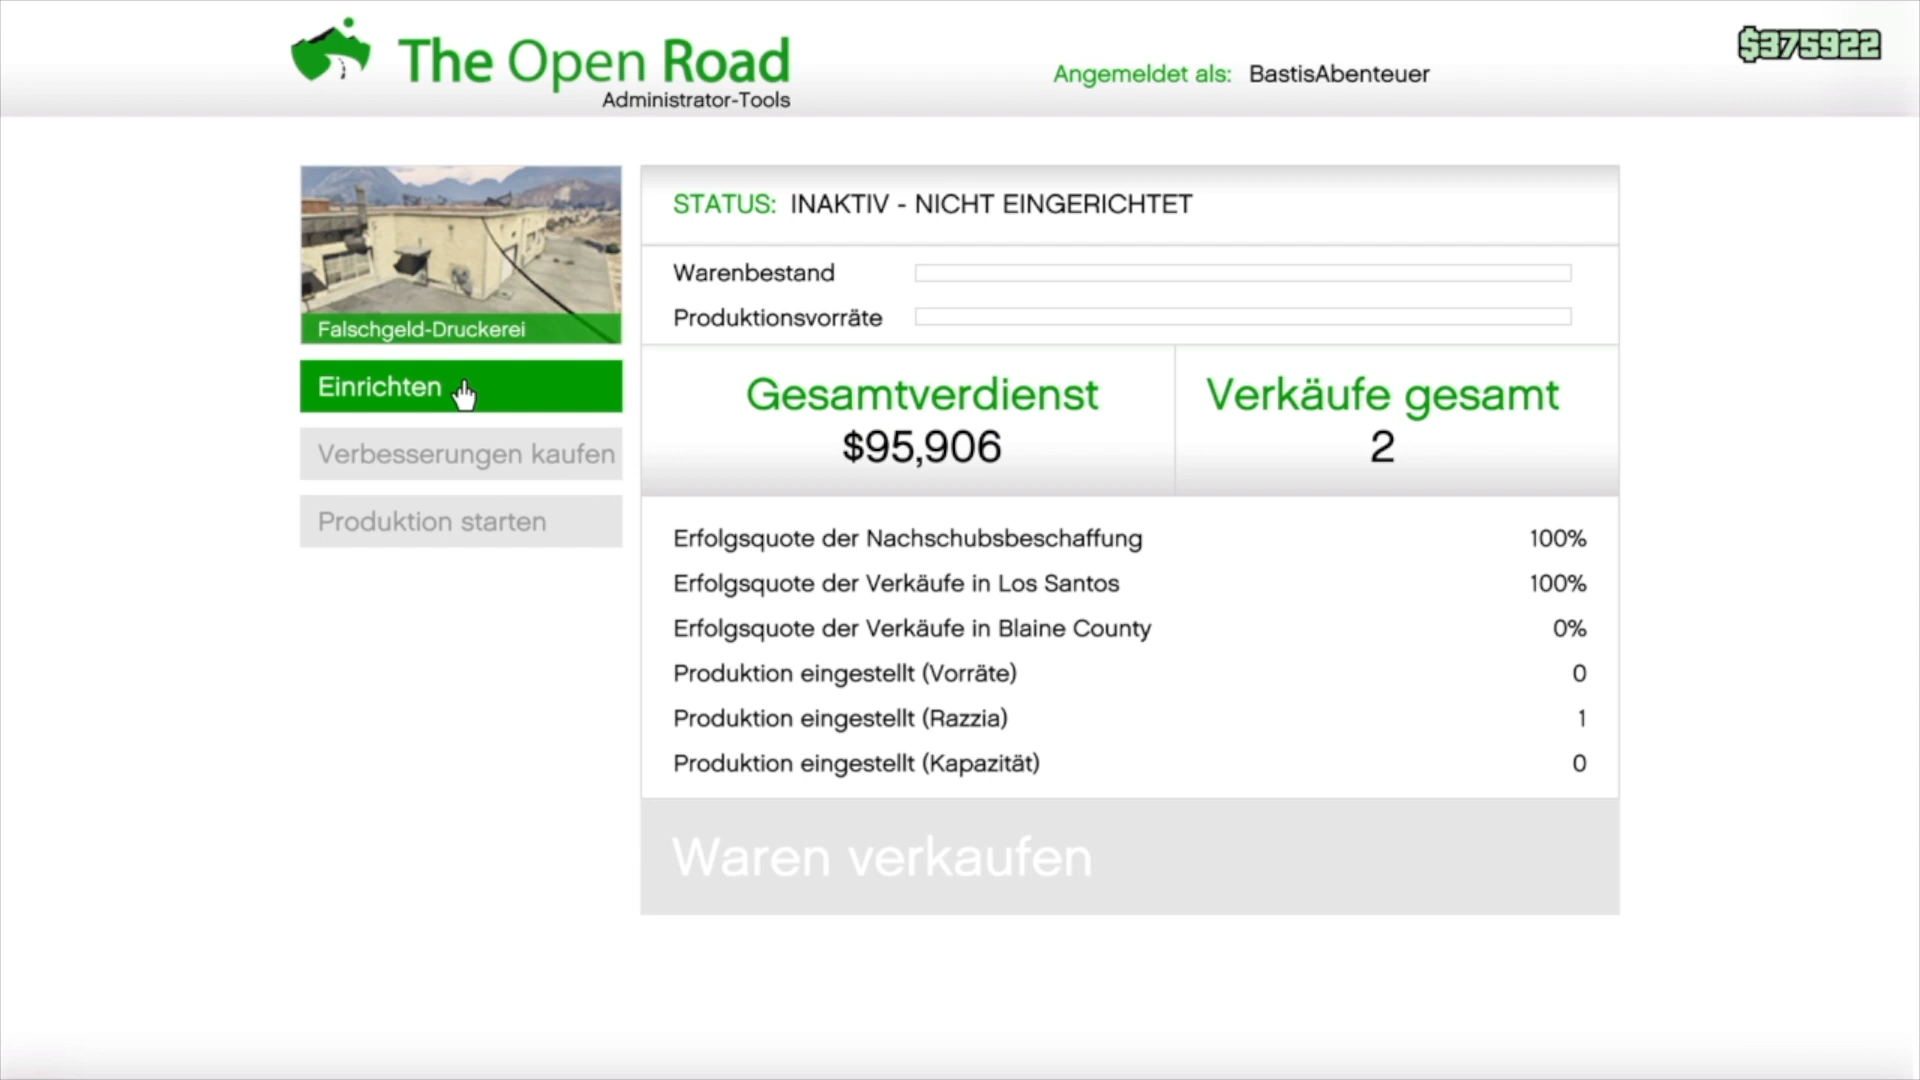 The Open Road
Administrator-Tools
Angemeldet als: BastisAbenteuer
$375922
Falschgeld-Druckerei
Einrichten
Verbesserungen kaufen
Produktion starten
STATUS: INAKTIV - NICHT EINGERICHTET
Warenbestand
Produktionsvorräte
Gesamtverdienst
$95,906
Verkäufe gesamt
2
Erfolgsquote der Nachschubsbeschaffung 100%
Erfolgsquote der Verkäufe in Los Santos 100%
Erfolgsquote der Verkäufe in Blaine County 0%
Produktion eingestellt (Vorräte) 0
Produktion eingestellt (Razzia) 1
Produktion eingestellt (Kapazität) 0
Waren verkaufen